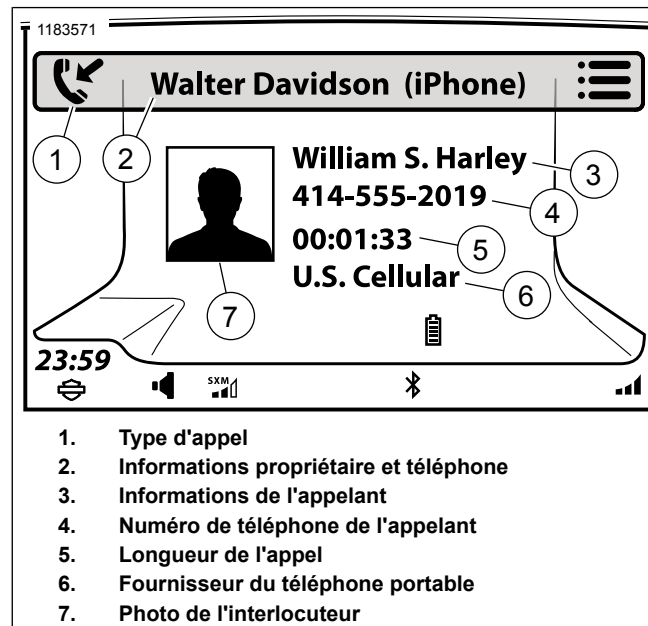 1183571
Walter Davidson (iPhone)
1
2
William S. Harley
3
414-555-2019
4
00:01:33
5
U.S. Cellular
6
7
23:59
SXM
1. Type d'appel
2. Informations propriétaire et téléphone
3. Informations de l'appelant
4. Numéro de téléphone de l'appelant
5. Longueur de l'appel
6. Fournisseur du téléphone portable
7. Photo de l'interlocuteur